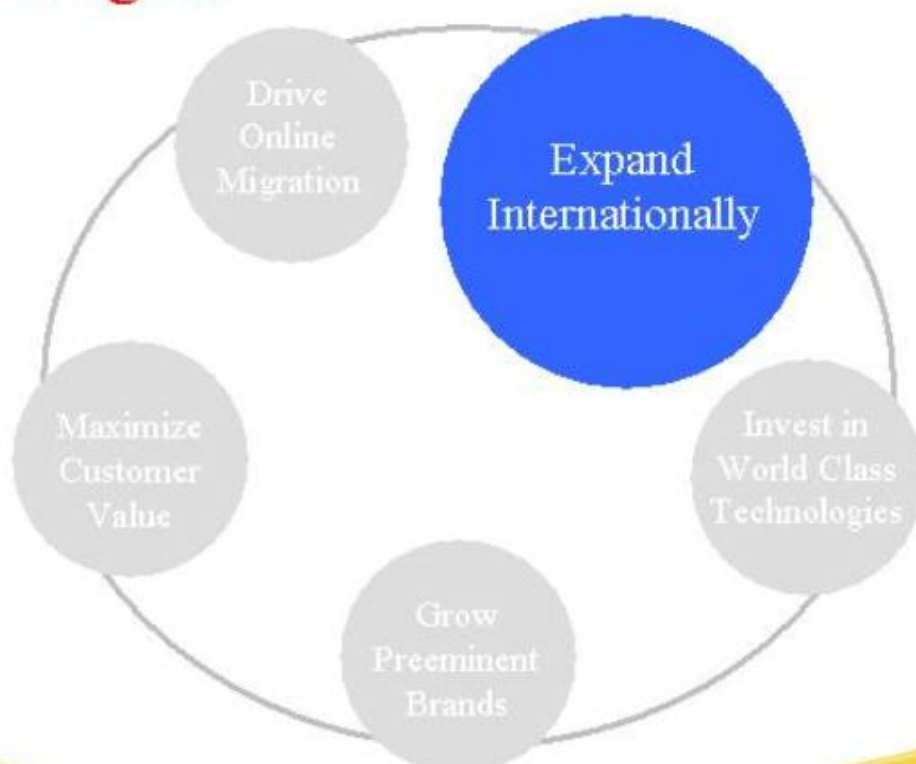 Drive
Online
Migration
Expand
Internationally
Maximize
Customer
Value
Invest in
World Class
Technologies
Grow
Preeminent
Brands